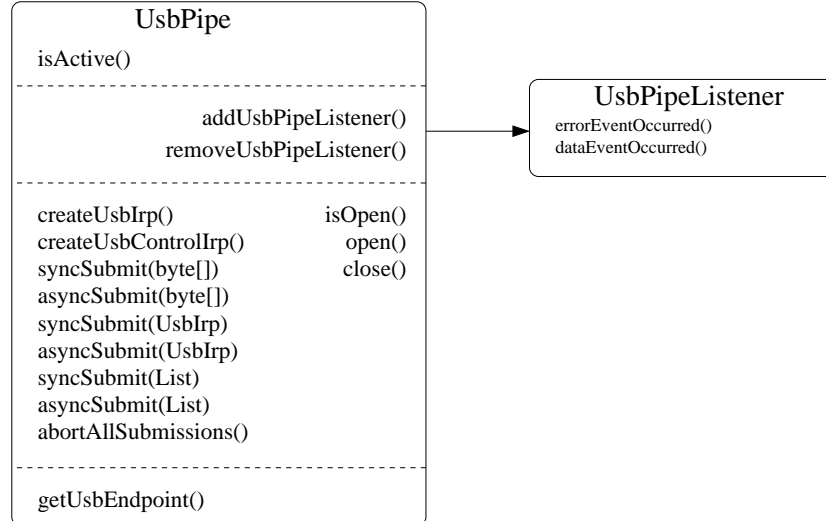 UsbPipe
isActive()
addUsbPipeListener()
removeUsbPipeListener()
createUsbIrp() isOpen()
createUsbControlIrp() open()
syncSubmit(byte[]) close()
asyncSubmit(byte[])
syncSubmit(UsbIrp)
asyncSubmit(UsbIrp)
syncSubmit(List)
asyncSubmit(List)
abortAllSubmissions()
getUsbEndpoint()
UsbPipeListener
errorEventOccurred()
dataEventOccurred()